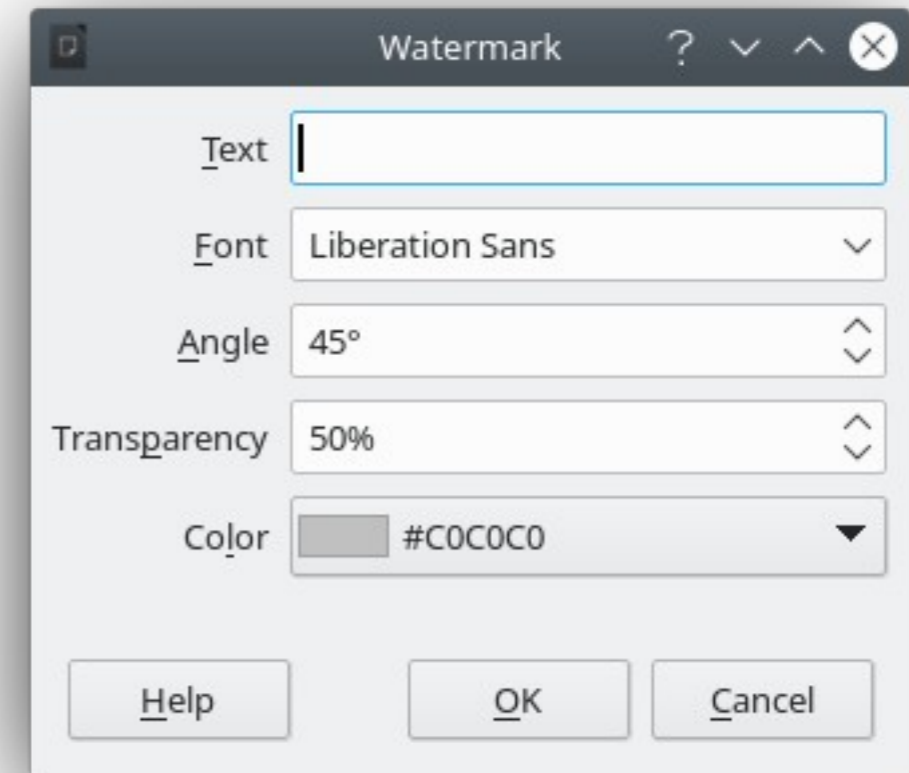 Watermark ?
Text
Font Liberation Sans
Angle 45°
Transparency 50%
Color #C0C0C0
Help OK Cancel